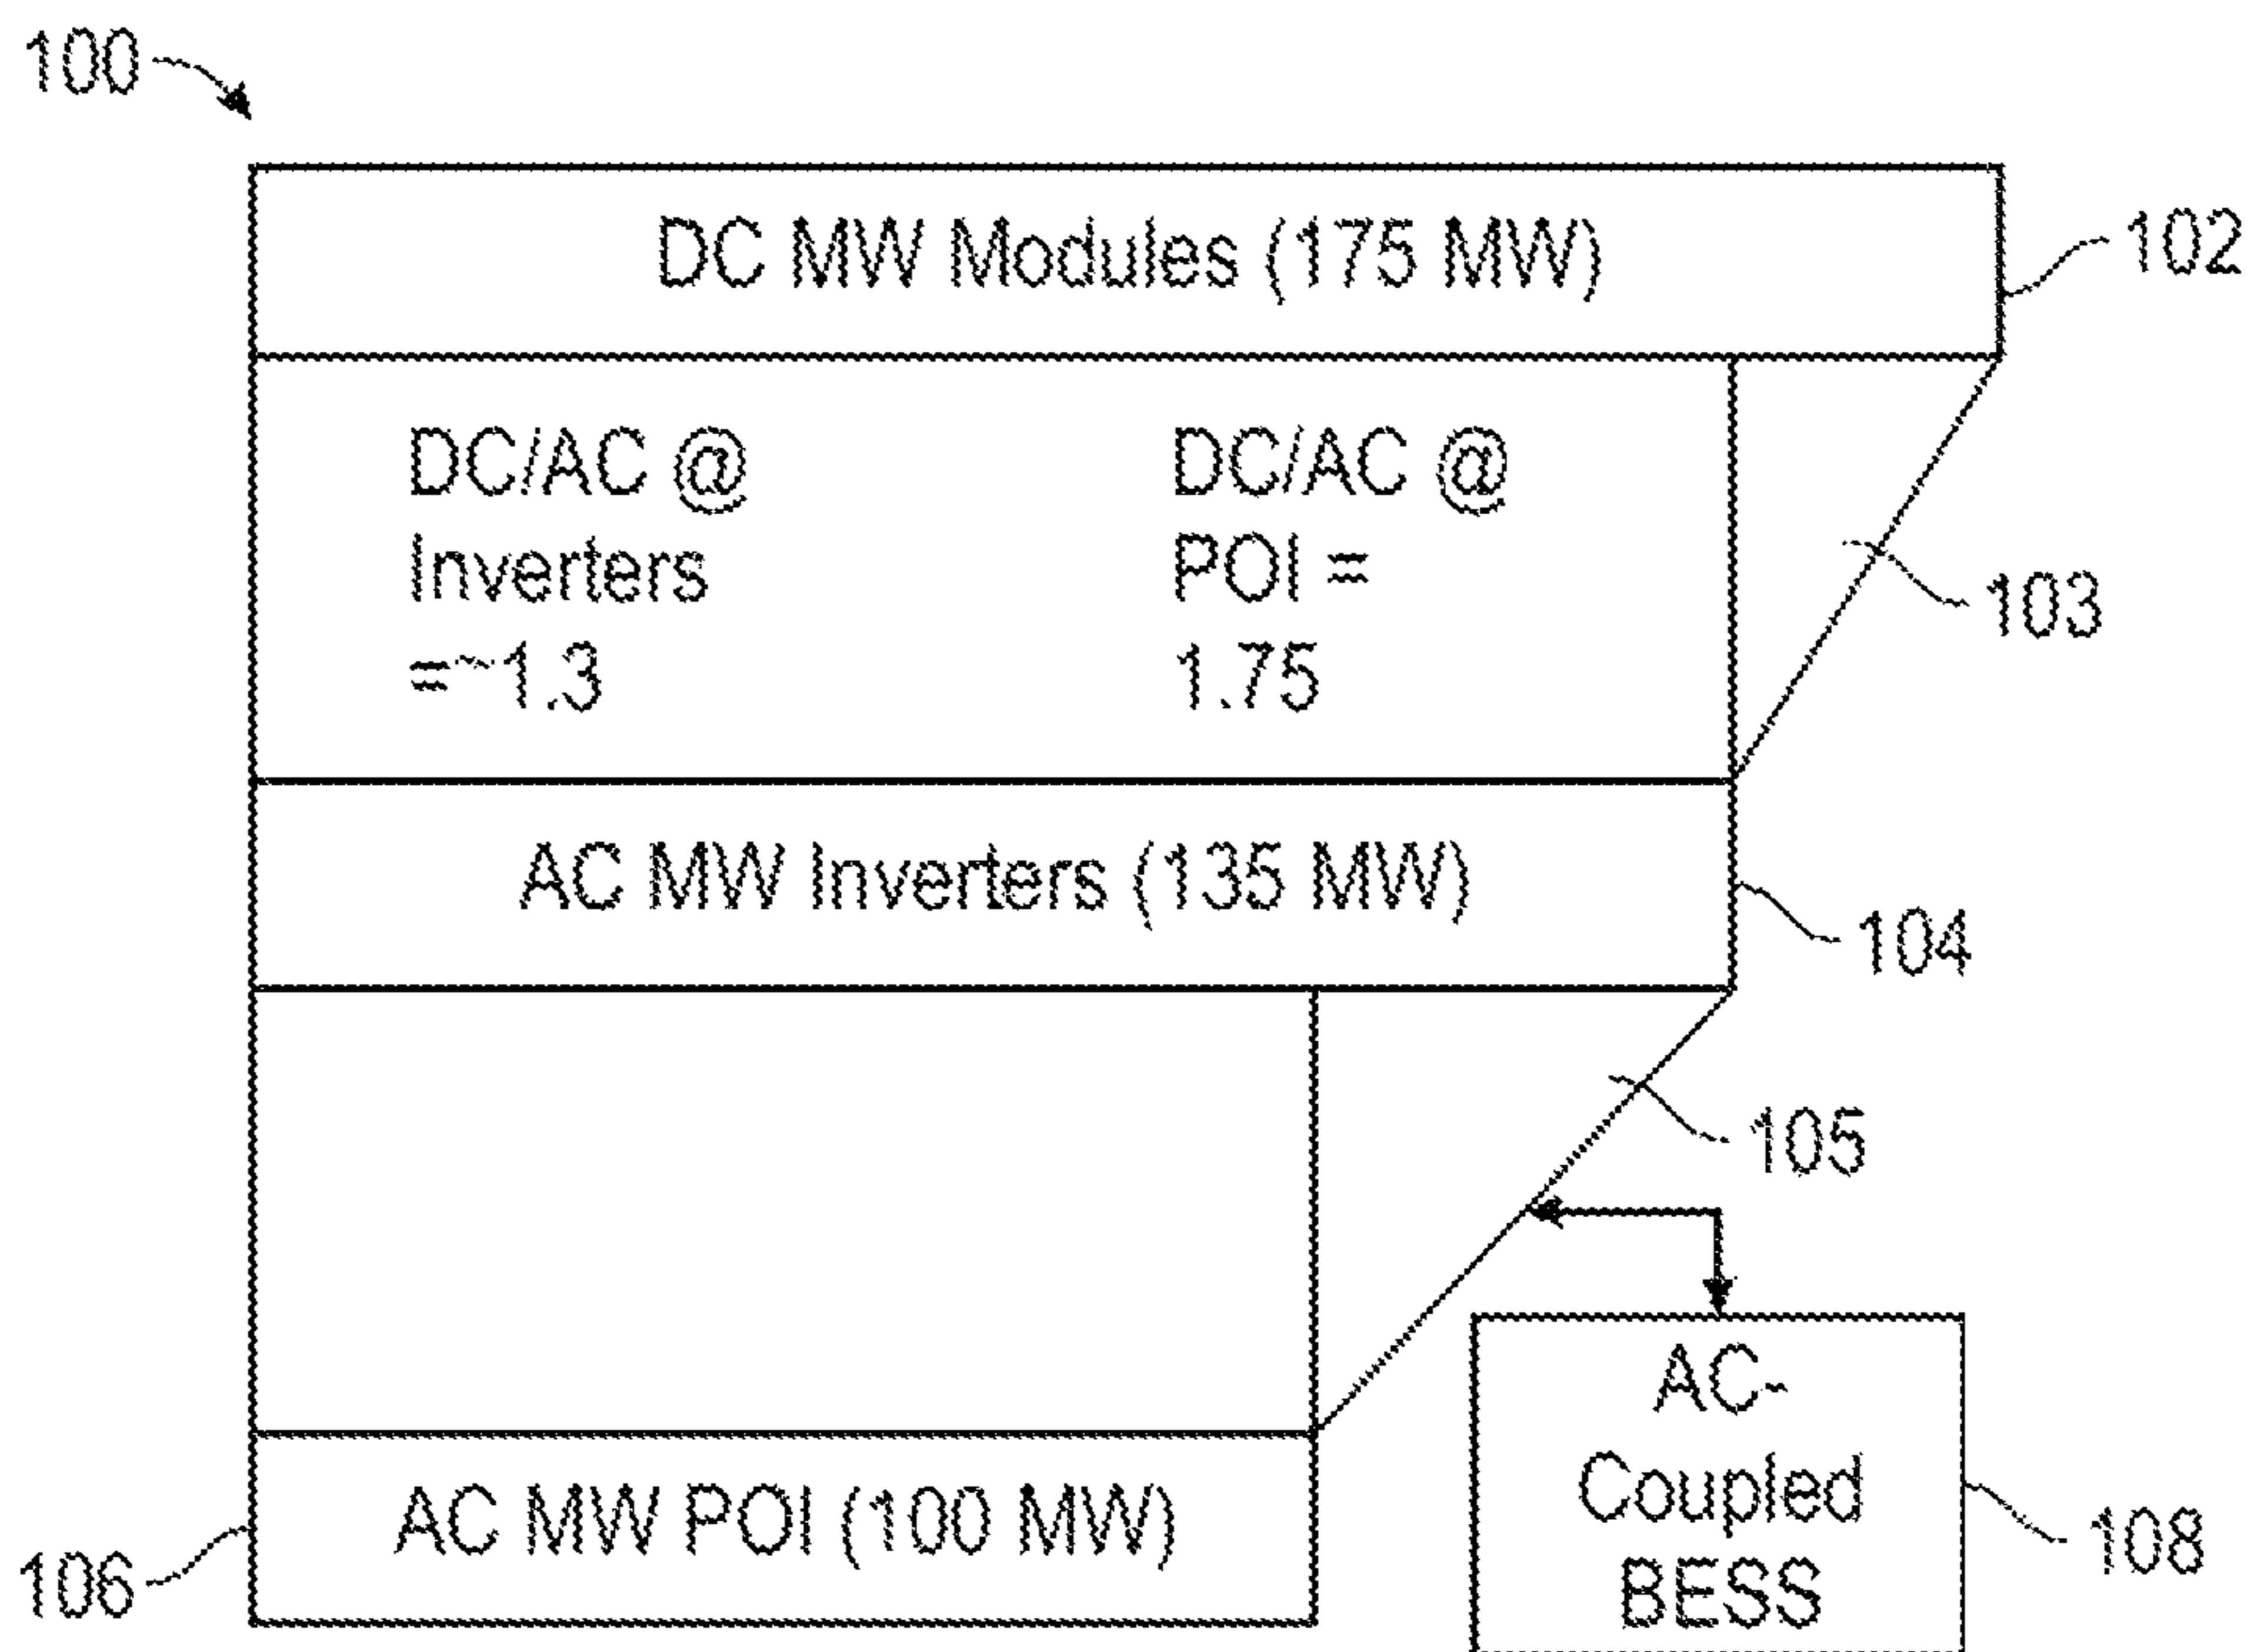 100
DC MW Modules (175 MW)
102
DC/AC @
Inverters
=~1.3
DC/AC @
POI =
1.75
103
AC MW Inverters (135 MW)
104
105
AC MW POI (100 MW)
106
AC-
Coupled
BESS
108